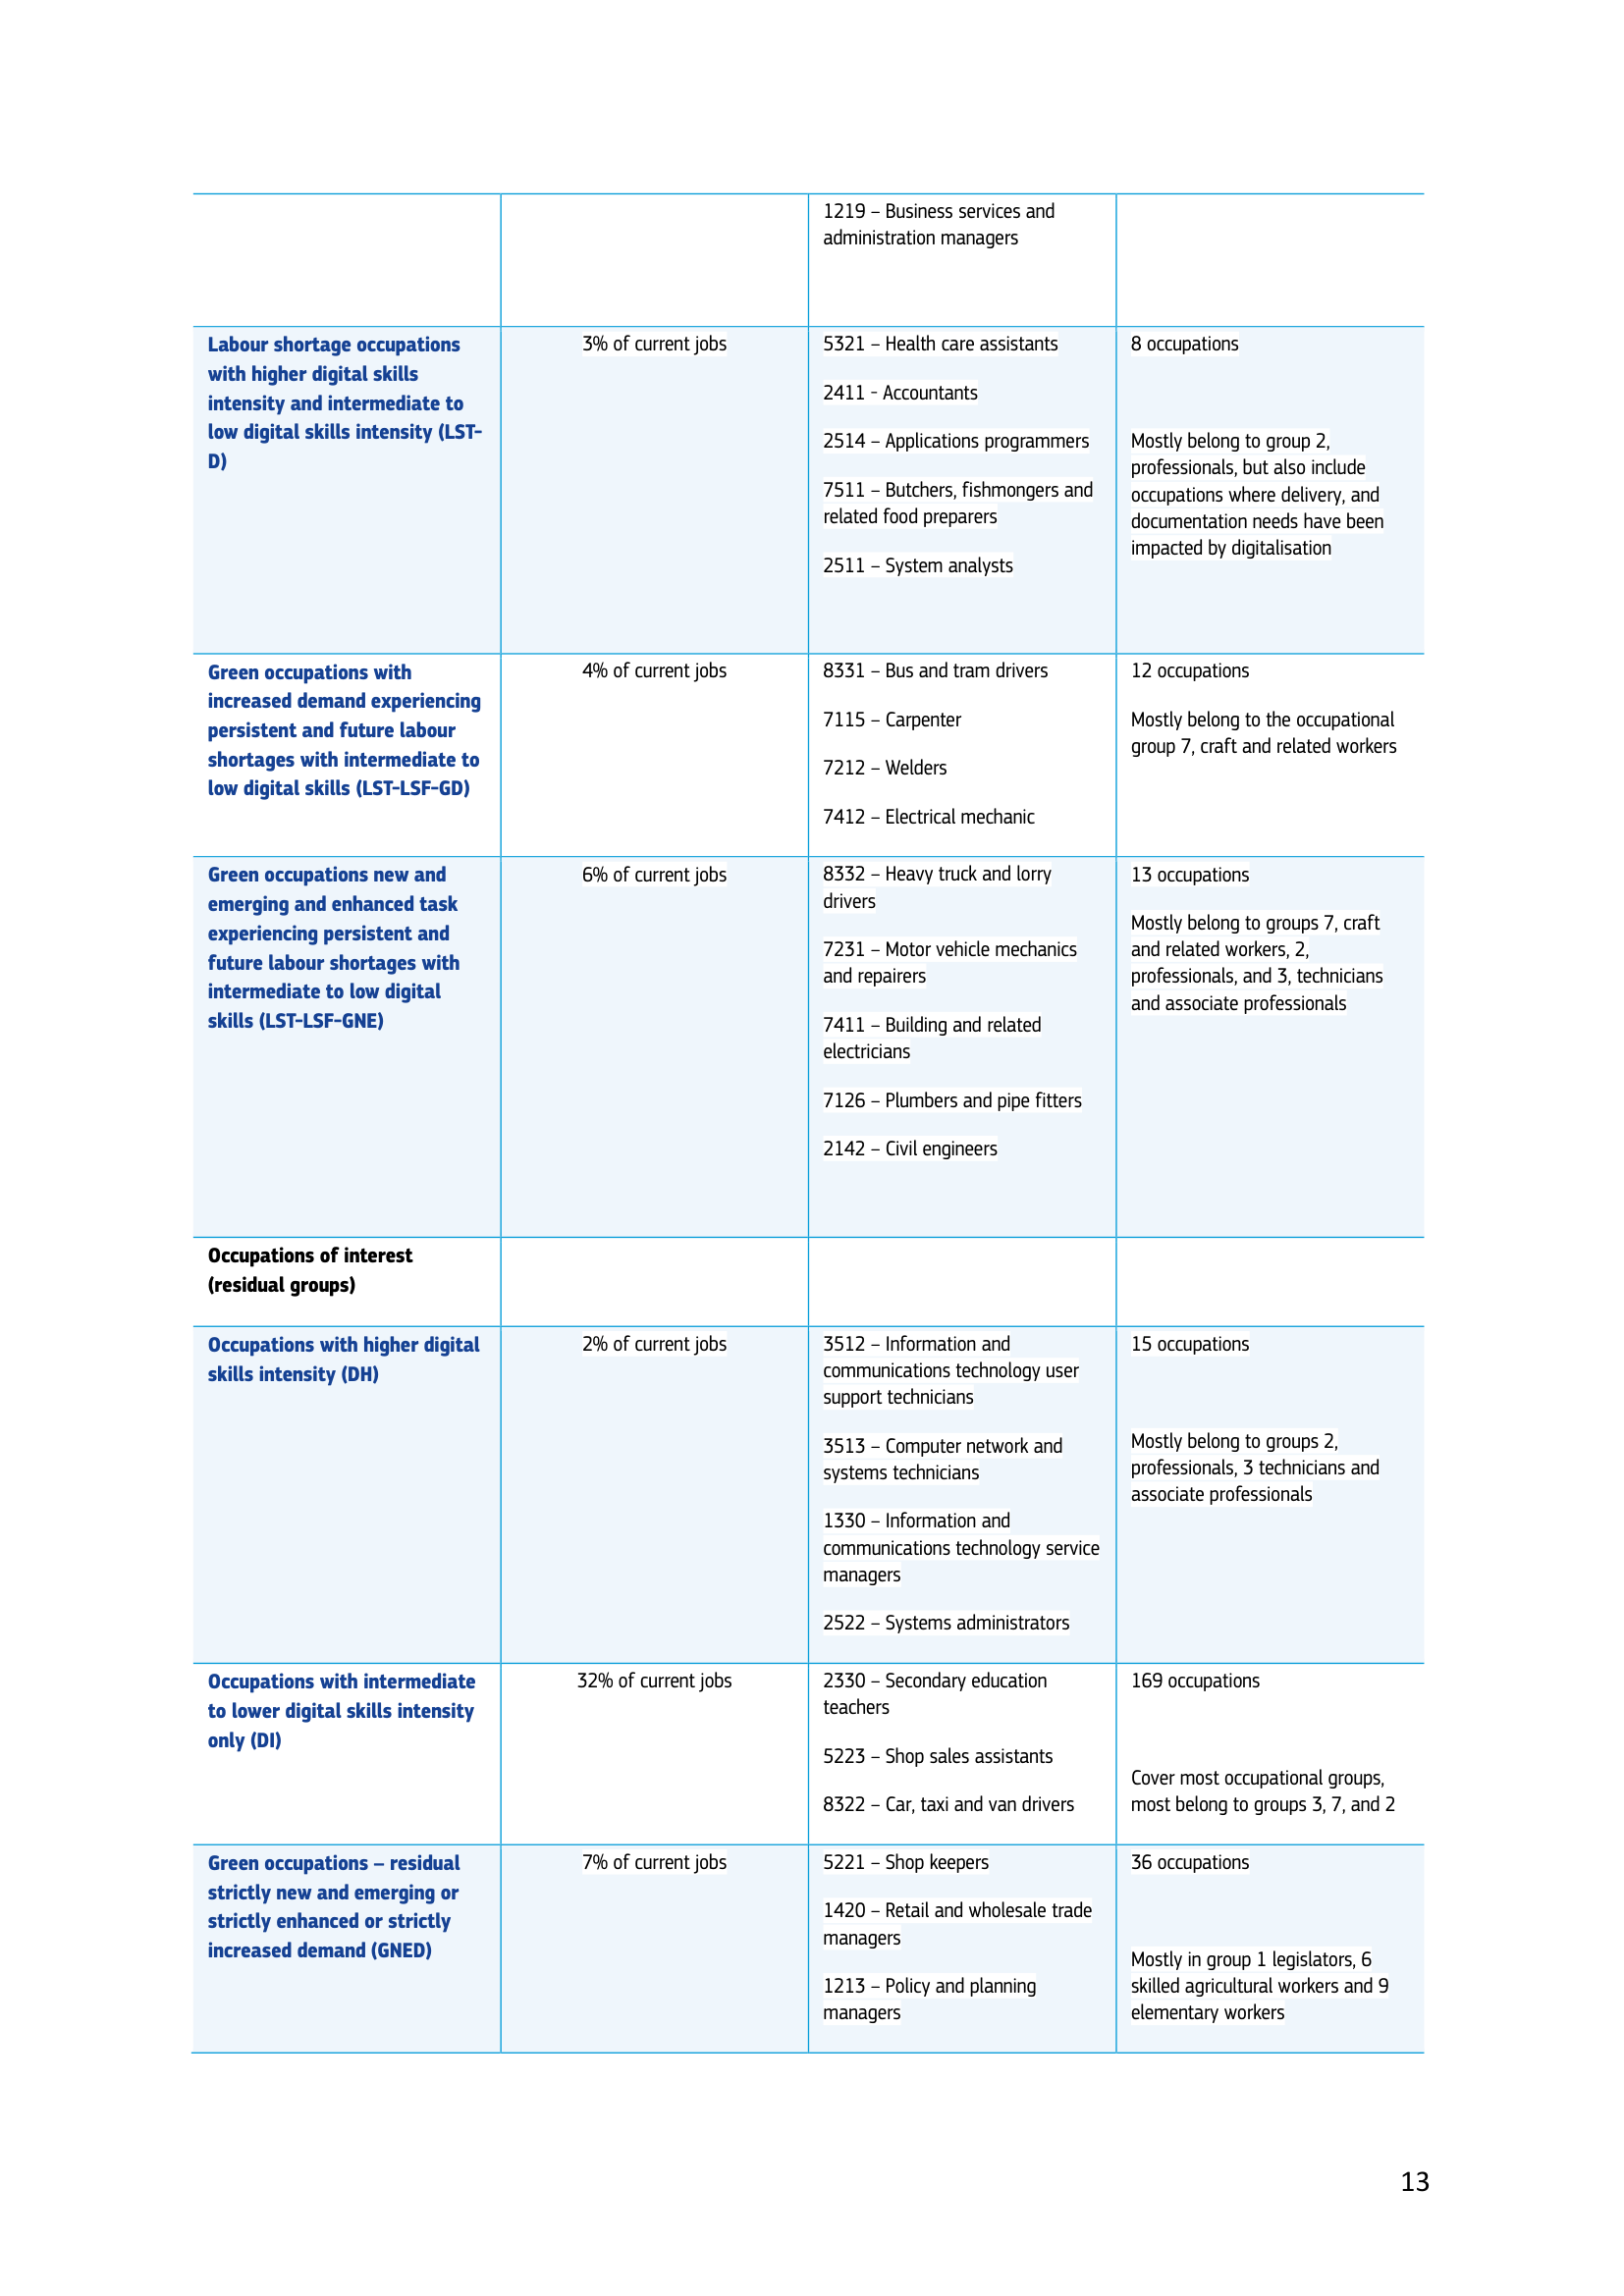 1219 – Business services and
administration managers
Labour shortage occupations
with higher digital skills
intensity and intermediate to
low digital skills intensity (LST-
D)
3% of current jobs
5321 – Health care assistants
2411 - Accountants
2514 – Applications programmers
7511 – Butchers, fishmongers and
related food preparers
2511 – System analysts
8 occupations
Mostly belong to group 2,
professionals, but also include
occupations where delivery, and
documentation needs have been
impacted by digitalisation
Green occupations with
increased demand experiencing
persistent and future labour
shortages with intermediate to
low digital skills (LST-LSF-GD)
4% of current jobs
8331 – Bus and tram drivers
7115 – Carpenter
7212 – Welders
7412 – Electrical mechanic
12 occupations
Mostly belong to the occupational
group 7, craft and related workers
Green occupations new and
emerging and enhanced task
experiencing persistent and
future labour shortages with
intermediate to low digital
skills (LST-LSF-GNE)
6% of current jobs
8332 – Heavy truck and lorry
drivers
7231 – Motor vehicle mechanics
and repairers
7411 – Building and related
electricians
7126 – Plumbers and pipe fitters
2142 – Civil engineers
13 occupations
Mostly belong to groups 7, craft
and related workers, 2,
professionals, and 3, technicians
and associate professionals
Occupations of interest
(residual groups)
Occupations with higher digital
skills intensity (DH)
2% of current jobs
3512 – Information and
communications technology user
support technicians
3513 – Computer network and
systems technicians
1330 – Information and
communications technology service
managers
2522 – Systems administrators
15 occupations
Mostly belong to groups 2,
professionals, 3 technicians and
associate professionals
Occupations with intermediate
to lower digital skills intensity
only (DI)
32% of current jobs
2330 – Secondary education
teachers
5223 – Shop sales assistants
8322 – Car, taxi and van drivers
169 occupations
Cover most occupational groups,
most belong to groups 3, 7, and 2
Green occupations – residual
strictly new and emerging or
strictly enhanced or strictly
increased demand (GNED)
7% of current jobs
5221 – Shop keepers
1420 – Retail and wholesale trade
managers
1213 – Policy and planning
managers
36 occupations
Mostly in group 1 legislators, 6
skilled agricultural workers and 9
elementary workers
13